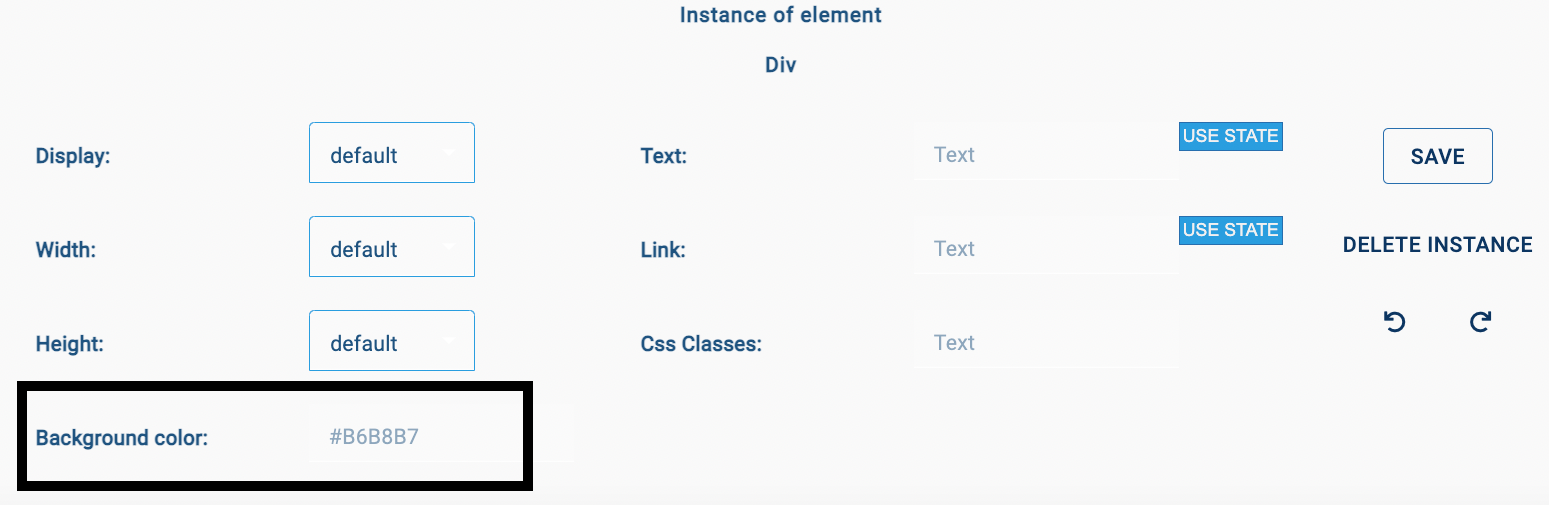 Instance of element
Div
Display: default Text: Text USE STATE SAVE
Width: default Link: Text USE STATE DELETE INSTANCE
Height: default Css Classes: Text
Background color: #B6B8B7